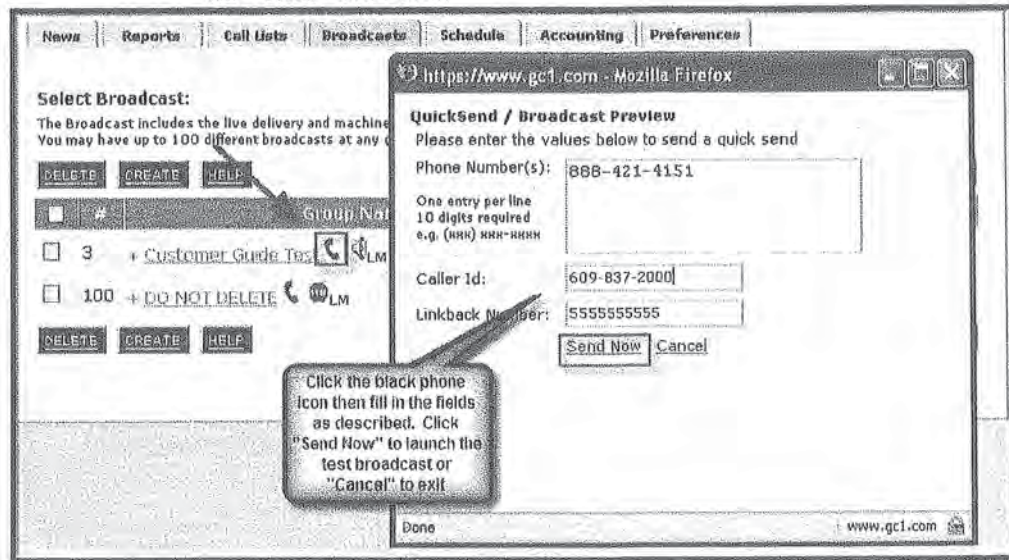 News Reports Call Lists Broadcasts Schedule Accounting Preferences
Select Broadcast:
The Broadcast includes the live delivery and machine
You may have up to 100 different broadcasts at any
DELETE CREATE HELP
# Group Na
3 + Customer Guide Tes LM
100 + DO NOT DELETE LM
DELETE CREATE HELP
https://www.gc1.com - Mozilla Firefox
QuickSend / Broadcast Preview
Please enter the values below to send a quick send
Phone Number(s): 888-421-4151
One entry per line
10 digits required
e.g. (xxx) xxx-xxxx
Caller Id: 609-837-2000
Linkback Number: 5555555555
Send Now Cancel
Click the black phone
icon then fill in the fields
as described. Click
"Send Now" to launch the
test broadcast or
"Cancel" to exit
Done www.gc1.com